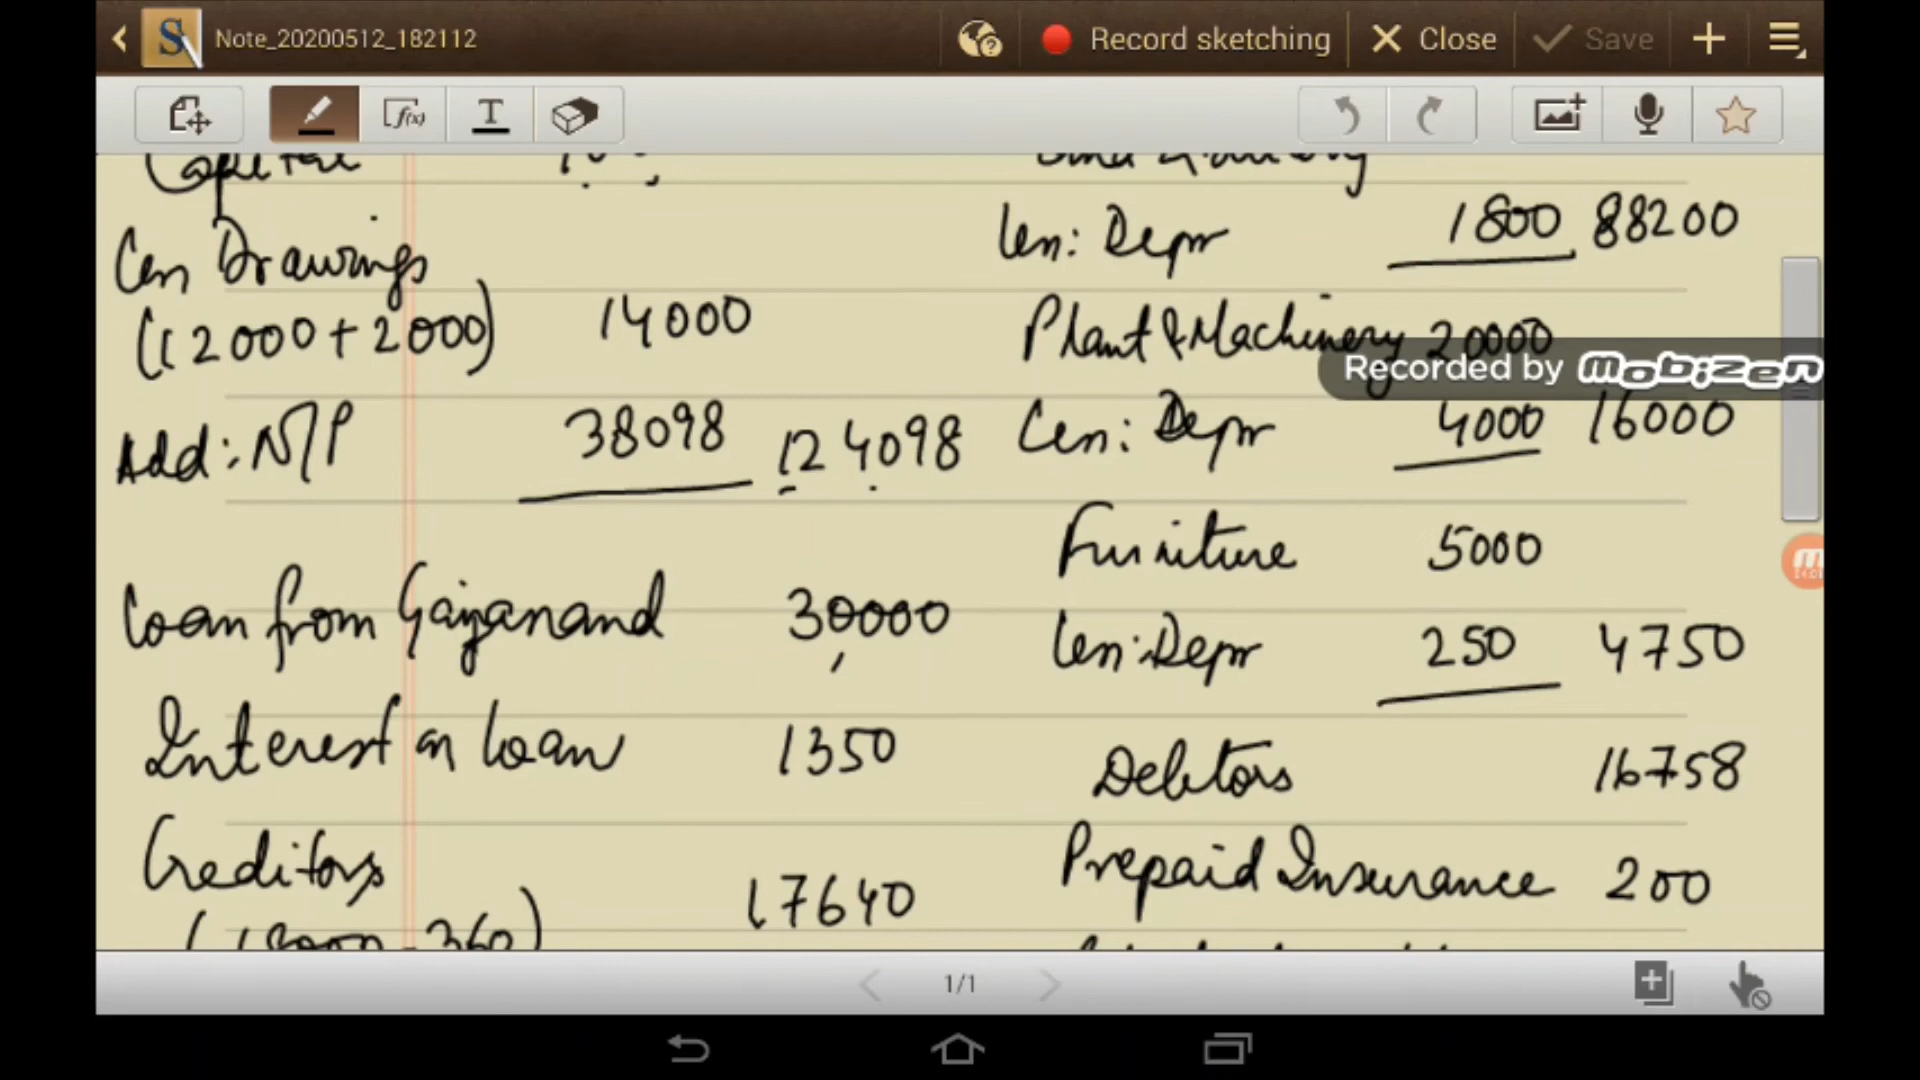 Note_20200512_182112
Record sketching
Close
Save
f(x)
T
Capital
Less Drawings
(12000 + 2000) 14000
Add: N/P 38098 124098
Loan from Gajanand 30000
Interest on Loan 1350
Creditors
17640
Less: Depr 1800 88200
Plant & Machinery 20000
Recorded by mobizen
Less: Depr 4000 16000
Furniture 5000
Less: Depr 250 4750
Debtors 16758
Prepaid Insurance 200
1/1